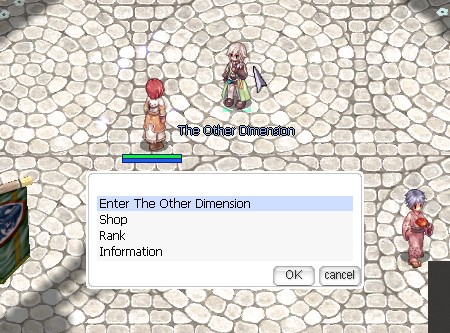 The Other Dimension
Enter The Other Dimension
Shop
Rank
Information
OK cancel